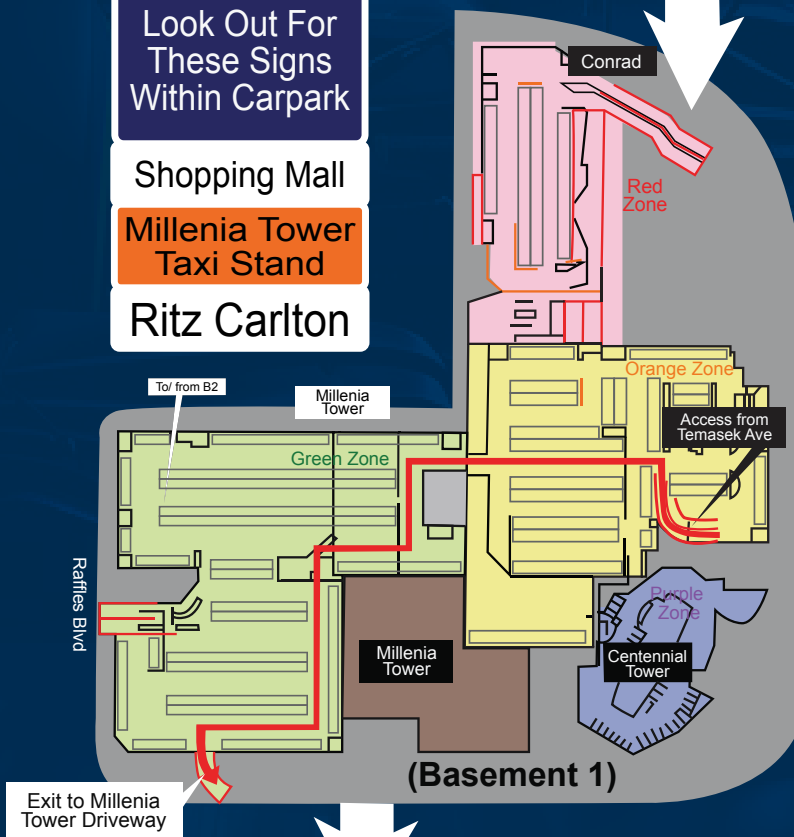 Look Out For
These Signs
Within Carpark
Shopping Mall
Millenia Tower
Taxi Stand
Ritz Carlton
Conrad
Red
Zone
To/ from B2
Millenia
Tower
Orange Zone
Access from
Temasek Ave
Green Zone
Raffles Blvd
Purple
Zone
Millenia
Tower
Centennial
Tower
(Basement 1)
Exit to Millenia
Tower Driveway